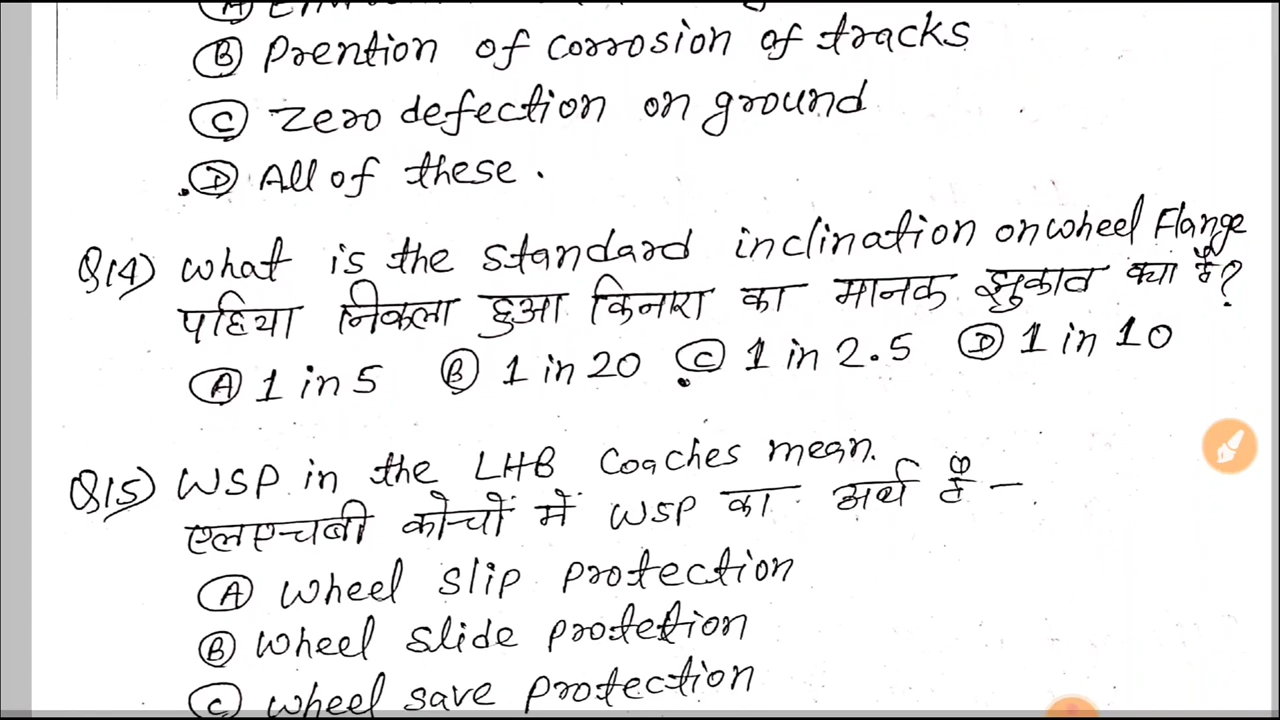 Ⓑ Prention of corrosion of tracks
Ⓒ Zero defection on ground
Ⓓ All of these.
Q14) What is the standard inclination on wheel Flange
पहिया निकला हुआ किनारा का मानक झुकाव क्या है?
Ⓐ 1 in 5 Ⓑ 1 in 20 Ⓒ 1 in 2.5 Ⓓ 1 in 10
Q15) WSP in the LHB Coaches mean.
एलएचबी कोचों में WSP का अर्थ है –
Ⓐ Wheel slip protection
Ⓑ Wheel slide protection
Ⓒ Wheel save protection